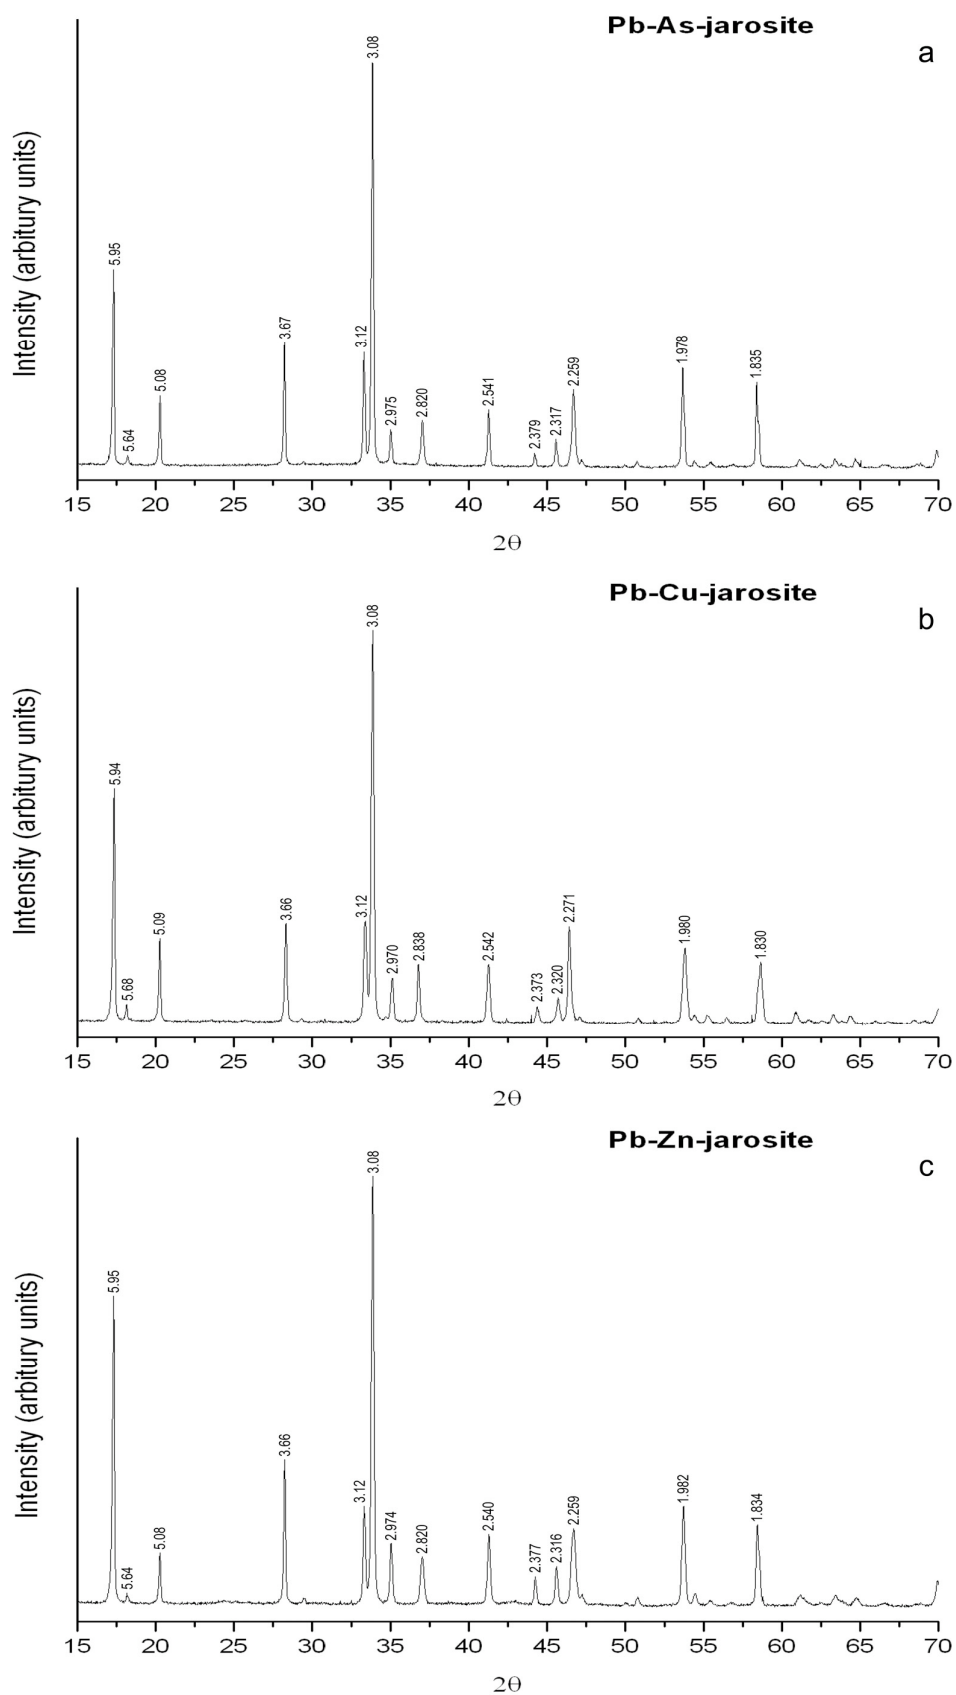 Pb-As-jarosite
a
Intensity (arbitury units)
5.95
5.64
5.08
3.67
3.12
3.08
2.975
2.820
2.541
2.379
2.317
2.259
1.978
1.835
15 20 25 30 35 40 45 50 55 60 65 70
2θ
Pb-Cu-jarosite
b
Intensity (arbitury units)
5.94
5.68
5.09
3.66
3.12
3.08
2.970
2.838
2.542
2.373
2.320
2.271
1.980
1.830
15 20 25 30 35 40 45 50 55 60 65 70
2θ
Pb-Zn-jarosite
c
Intensity (arbitury units)
5.95
5.64
5.08
3.66
3.12
3.08
2.974
2.820
2.540
2.377
2.316
2.259
1.982
1.834
15 20 25 30 35 40 45 50 55 60 65 70
2θ